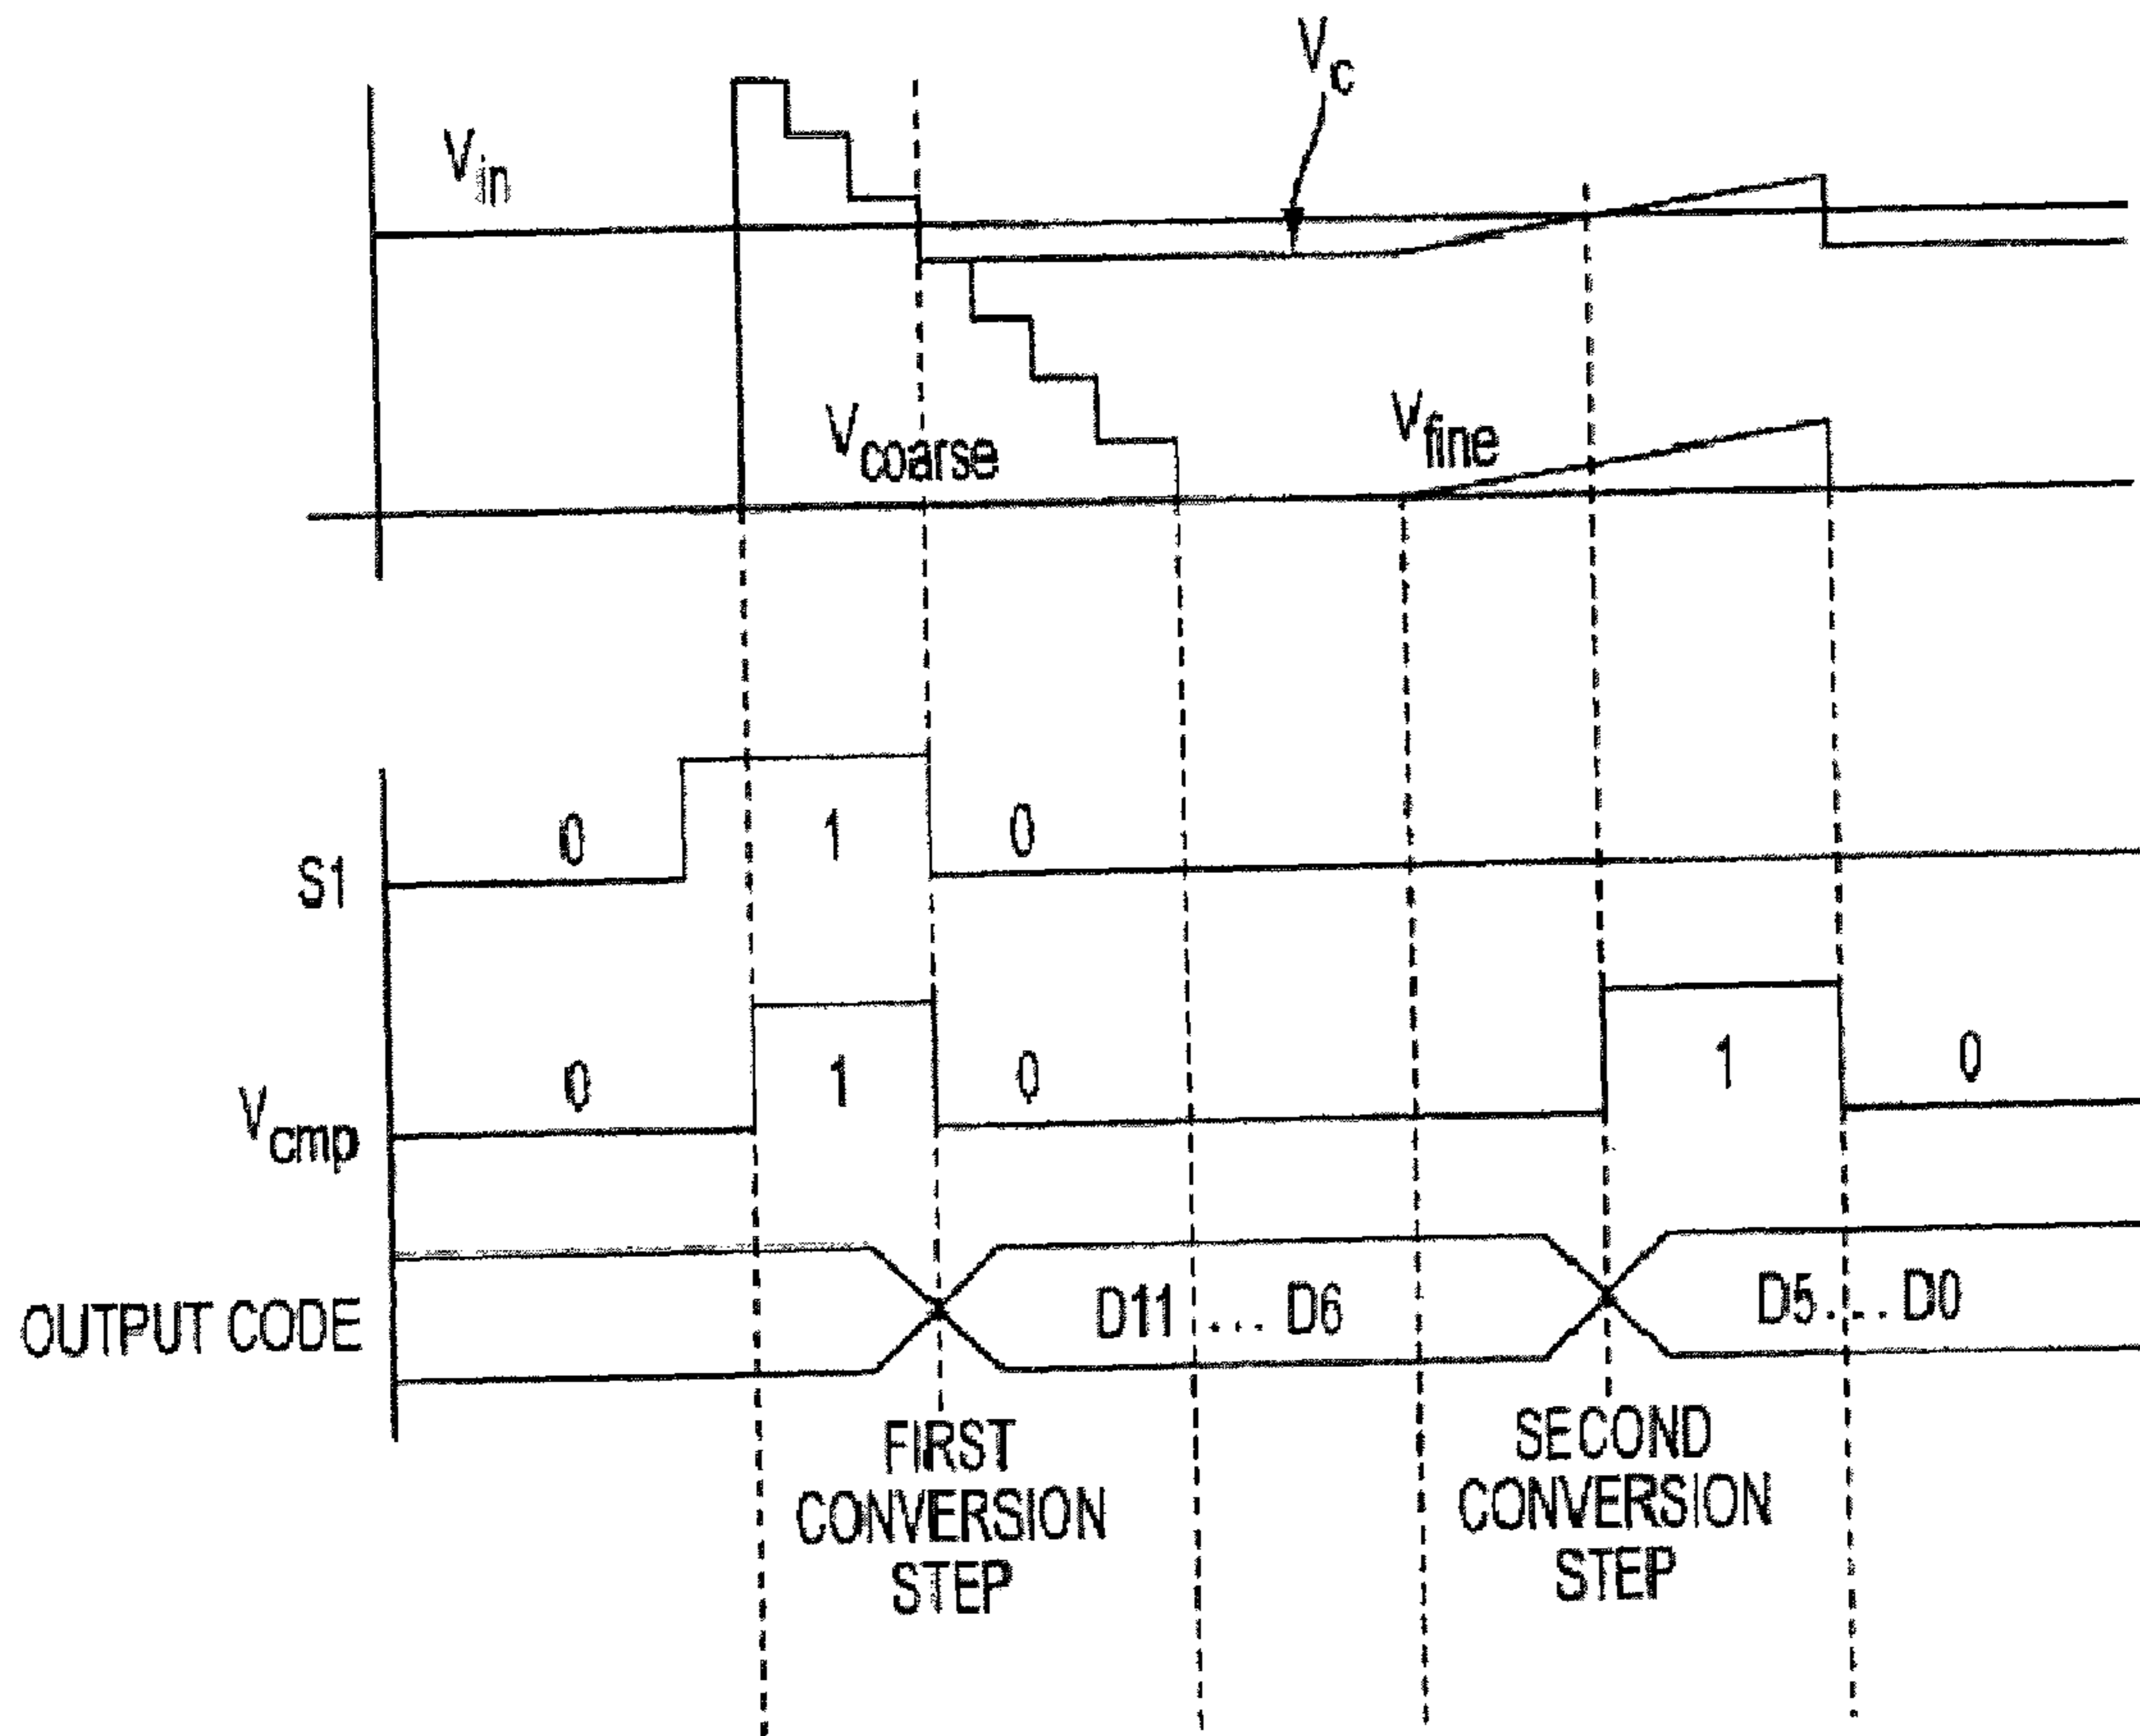 Vc
Vin
Vcoarse
Vfine
S1
0
1
0
Vcmp
0
1
0
1
0
OUTPUT CODE
D11 ... D6
D5 ... D0
FIRST
CONVERSION
STEP
SECOND
CONVERSION
STEP